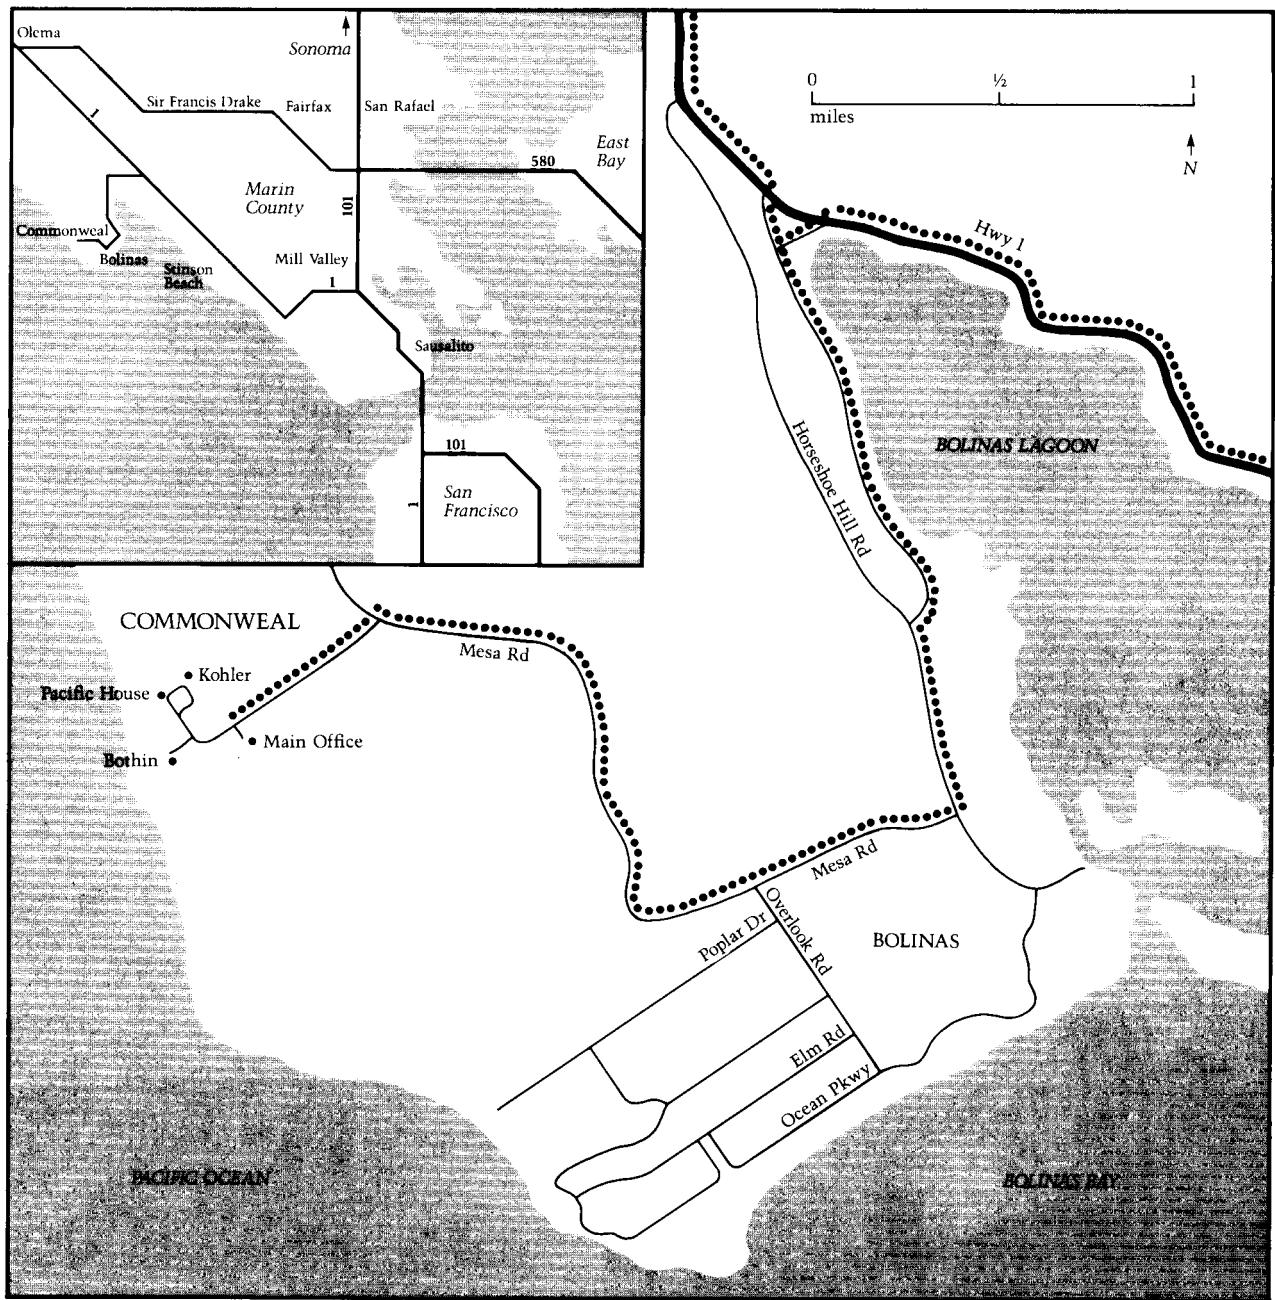 Olema
Sonoma
Sir Francis Drake
Fairfax
San Rafael
1
East
Bay
580
Marin
County
101
Commonweal
Bolinas
Stinson
Beach
Mill Valley
1
Sausalito
101
San
Francisco
1
0
½
1
miles
N
Hwy 1
BOLINAS LAGOON
Horseshoe Hill Rd
COMMONWEAL
Mesa Rd
Kohler
Pacific House
Main Office
Bothin
Mesa Rd
Overlook Rd
Poplar Dr
BOLINAS
Elm Rd
Ocean Pkwy
PACIFIC OCEAN
BOLINAS BAY